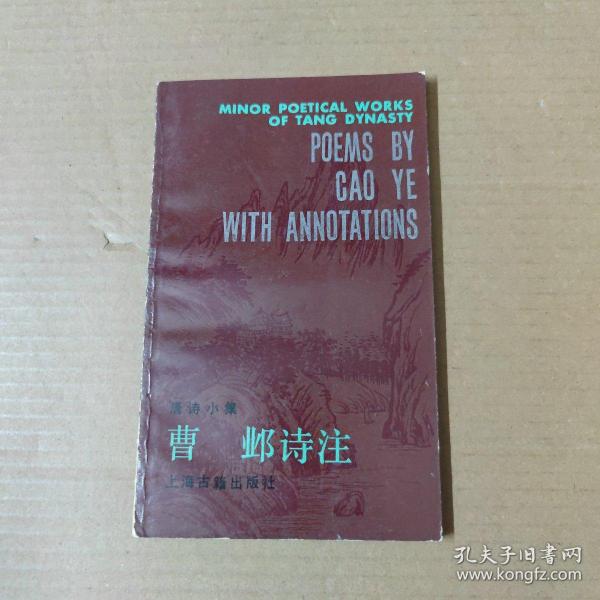 MINOR POETICAL WORKS
OF TANG DYNASTY
POEMS BY
CAO YE
WITH ANNOTATIONS
唐诗小集
曹 邺诗注
上海古籍出版社
孔夫子旧书网
www.kongfz.com